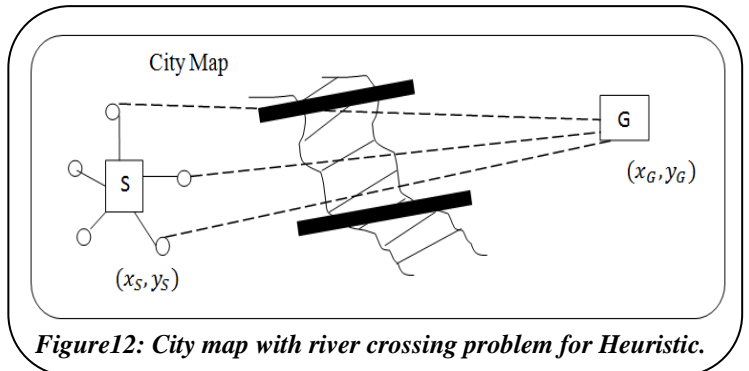 City Map
G
S
(x_G, y_G)
(x_S, y_S)
Figure12: City map with river crossing problem for Heuristic.